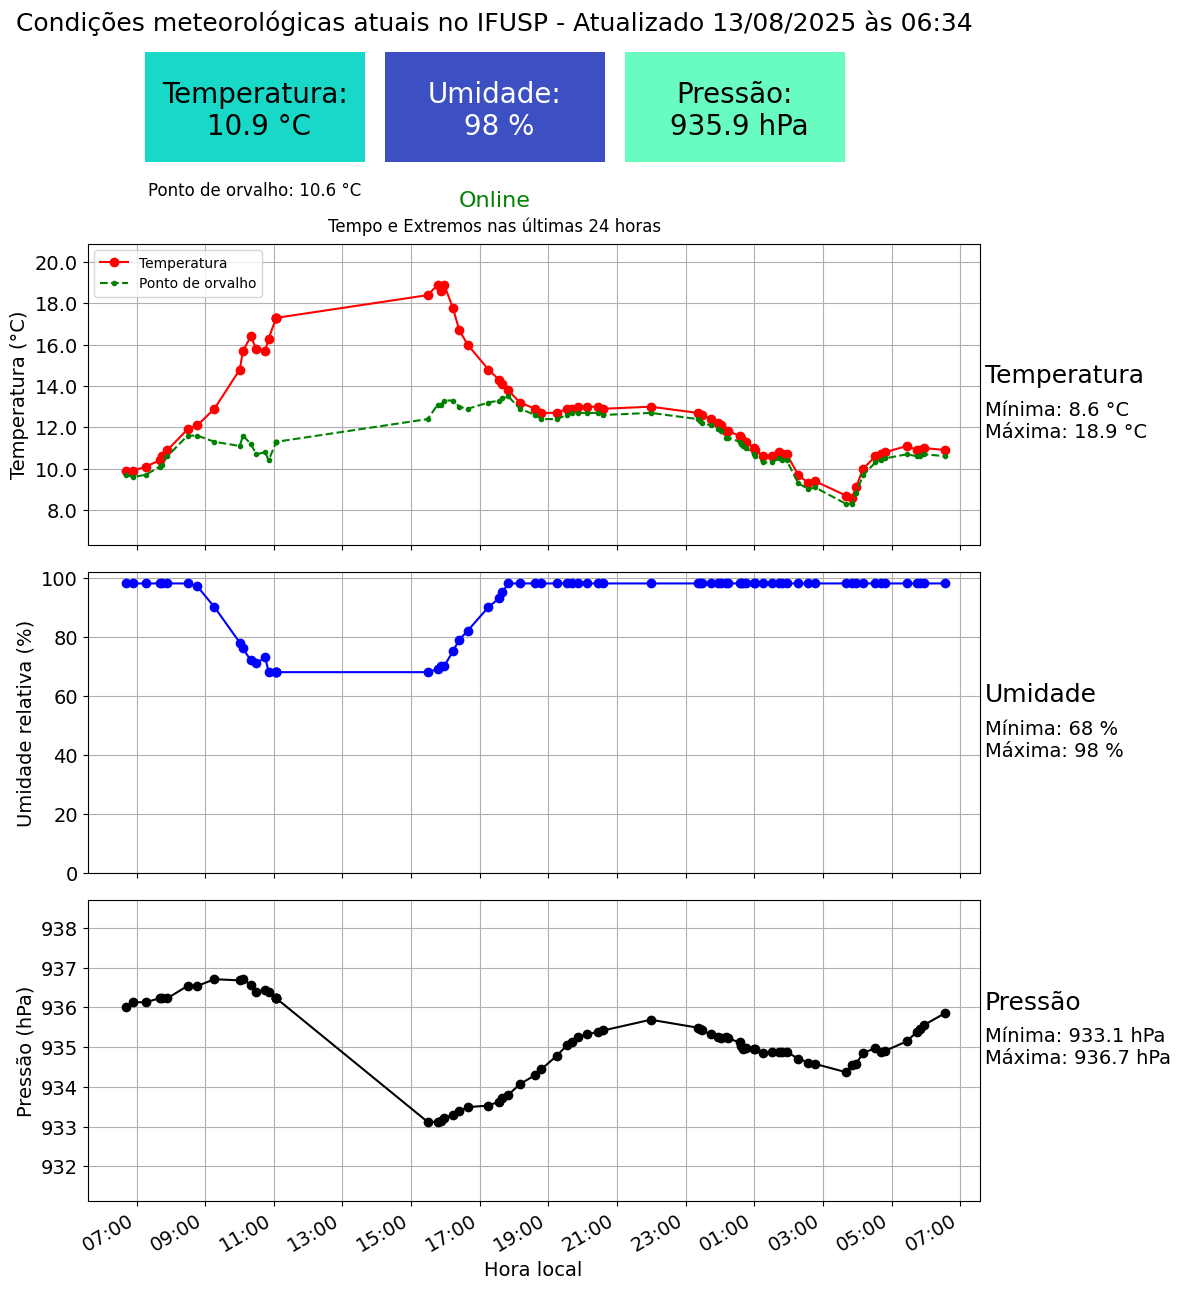 Condições meteorológicas atuais no IFUSP - Atualizado 13/08/2025 às 06:34
Temperatura:
10.9 °C
Umidade:
98 %
Pressão:
935.9 hPa
Ponto de orvalho: 10.6 °C
Online
Tempo e Extremos nas últimas 24 horas
Temperatura (°C)
20.0
18.0
16.0
14.0
12.0
10.0
8.0
Temperatura
Ponto de orvalho
Temperatura
Mínima: 8.6 °C
Máxima: 18.9 °C
Umidade relativa (%)
100
80
60
40
20
0
Umidade
Mínima: 68 %
Máxima: 98 %
Pressão (hPa)
938
937
936
935
934
933
932
Pressão
Mínima: 933.1 hPa
Máxima: 936.7 hPa
07:00 09:00 11:00 13:00 15:00 17:00 19:00 21:00 23:00 01:00 03:00 05:00 07:00
Hora local